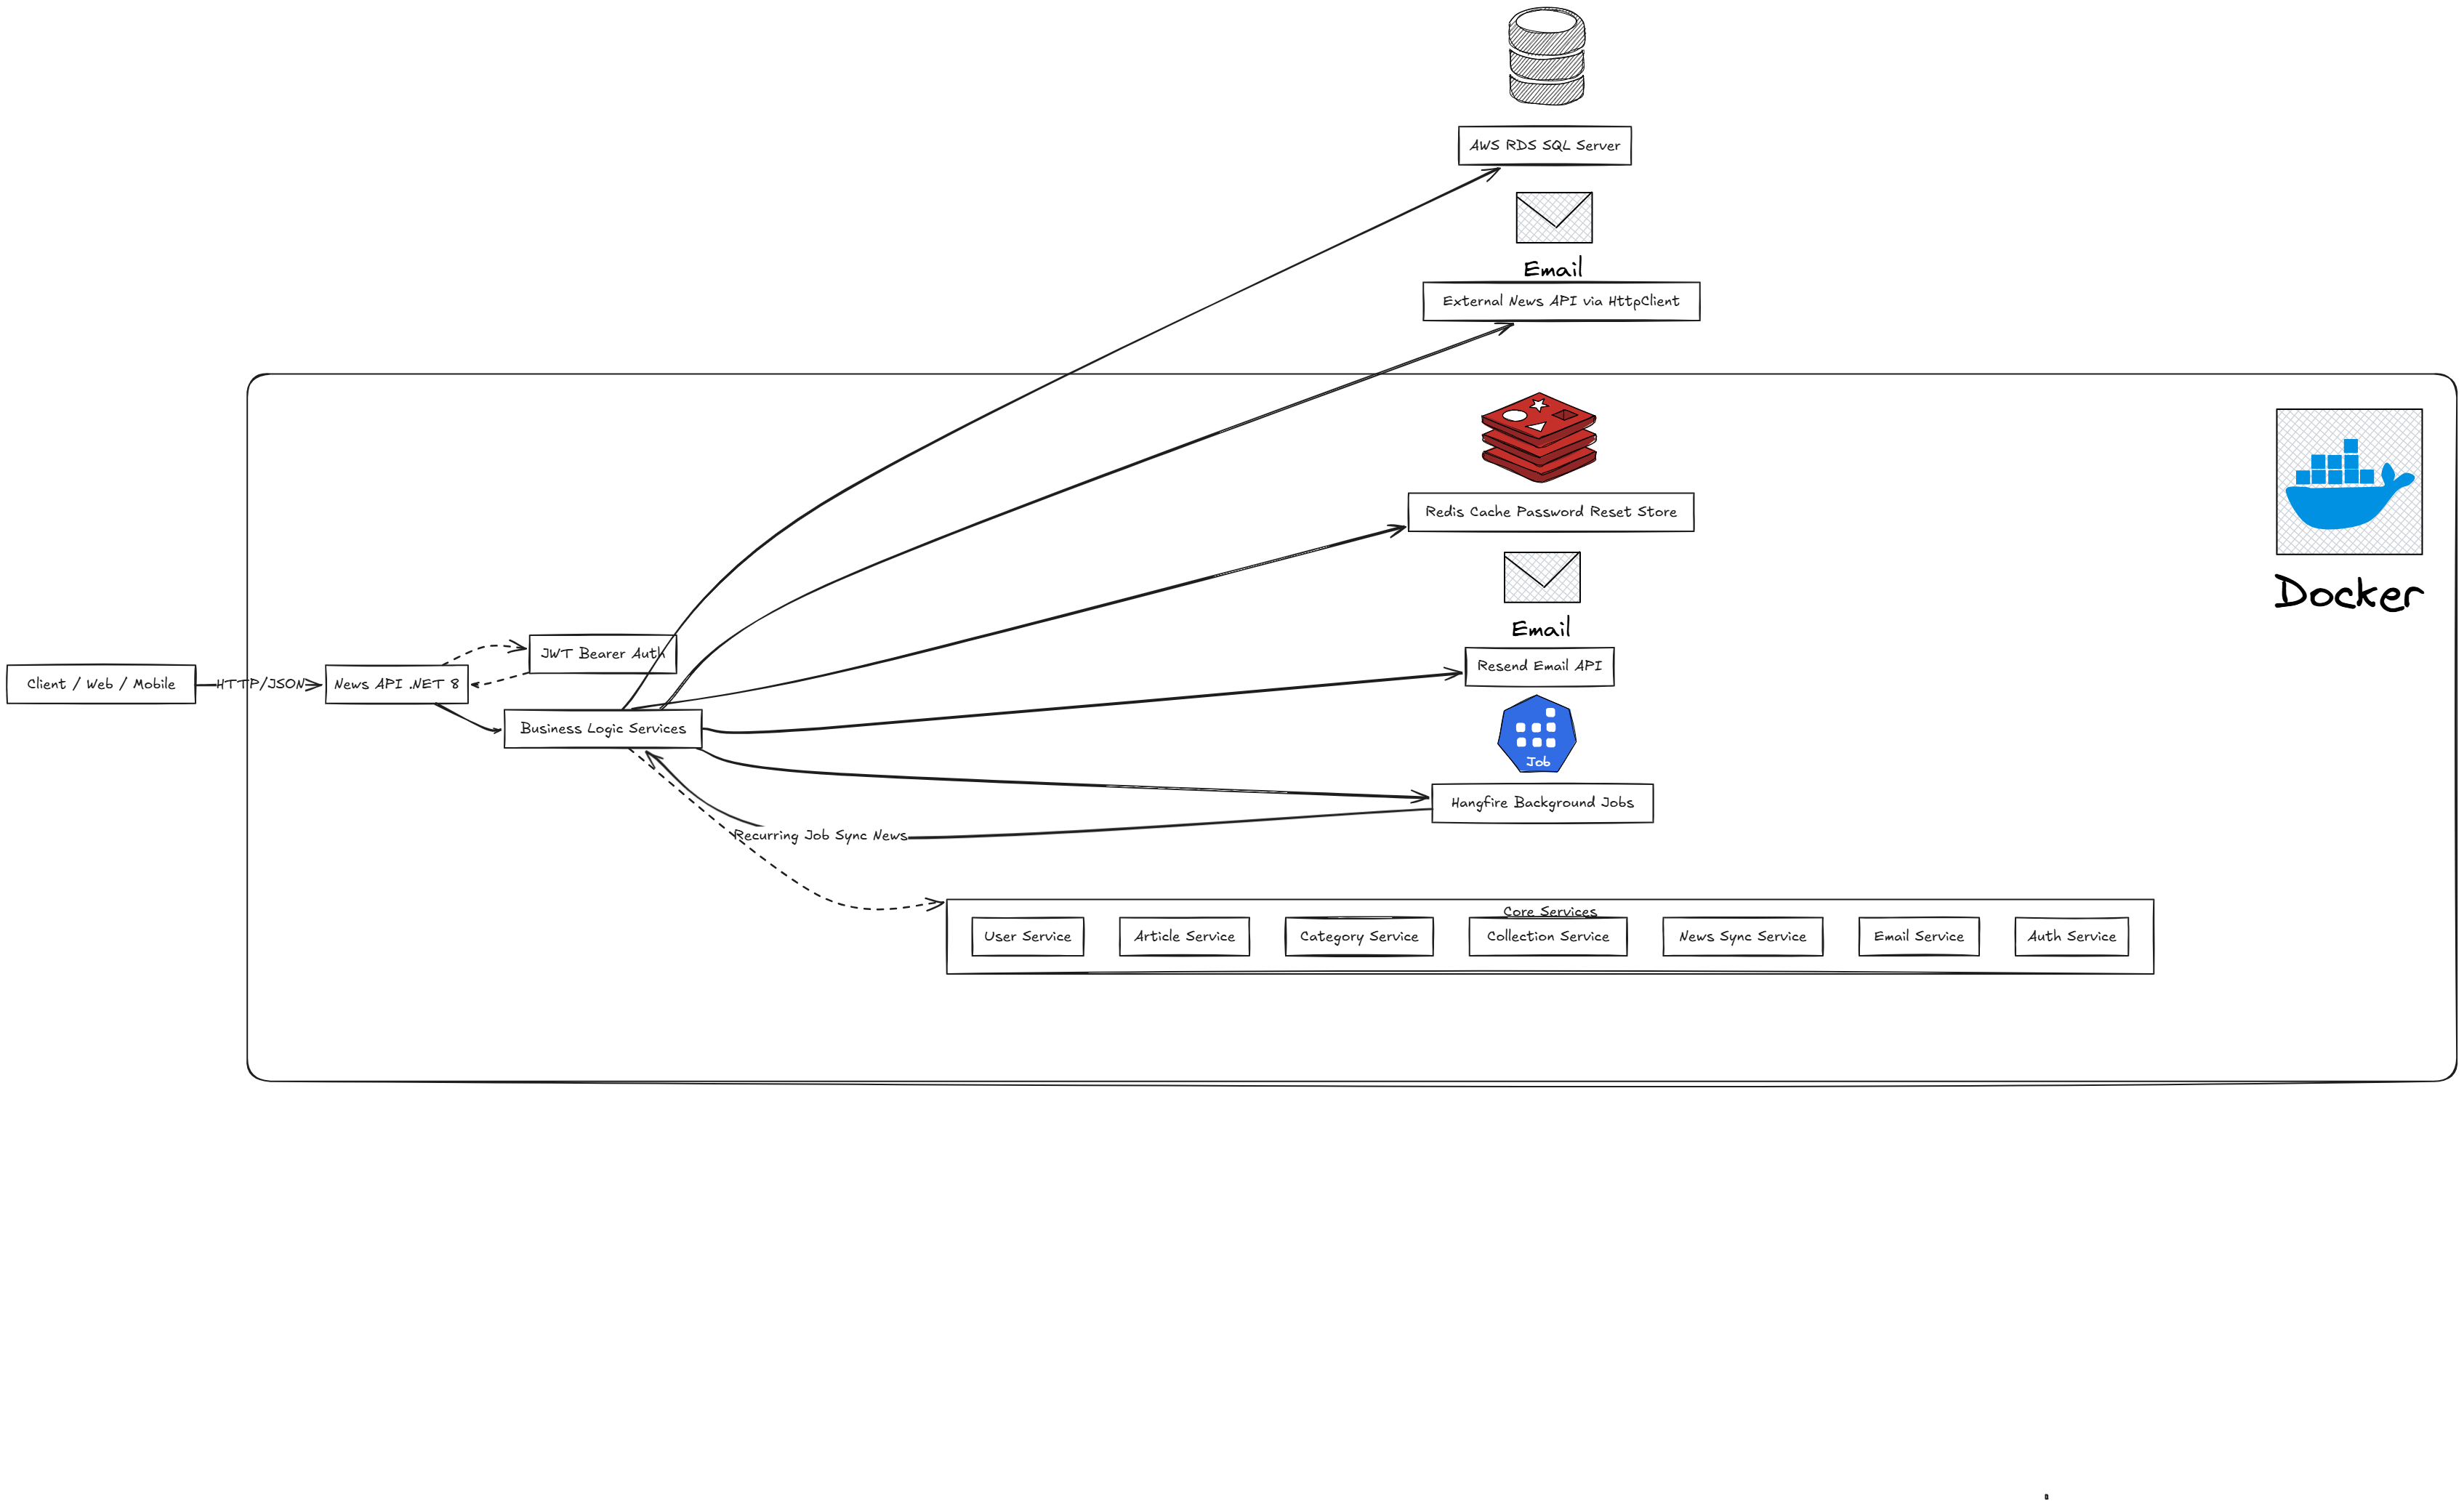 AWS RDS SQL Server
Email
External News API via HttpClient
Redis Cache Password Reset Store
Docker
Email
JWT Bearer Auth
Resend Email API
Client / Web / Mobile
HTTP/JSON
News API .NET 8
Business Logic Services
Job
Hangfire Background Jobs
Recurring Job Sync News
Core Services
User Service
Article Service
Category Service
Collection Service
News Sync Service
Email Service
Auth Service